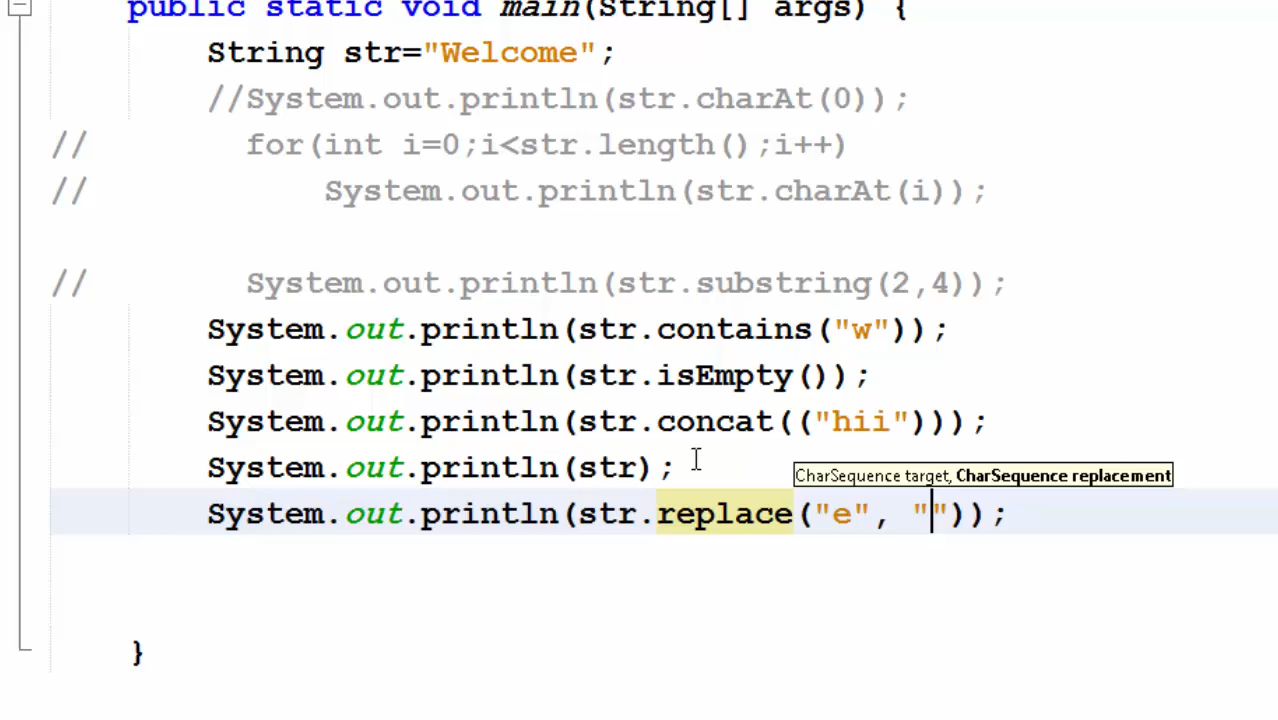 public static void main(String[] args) {
String str="Welcome";
//System.out.println(str.charAt(0));
// for(int i=0;i<str.length();i++)
// System.out.println(str.charAt(i));
// System.out.println(str.substring(2,4));
System.out.println(str.contains("w"));
System.out.println(str.isEmpty());
System.out.println(str.concat(("hii")));
System.out.println(str);
CharSequence target, CharSequence replacement
System.out.println(str.replace("e", ""));
}